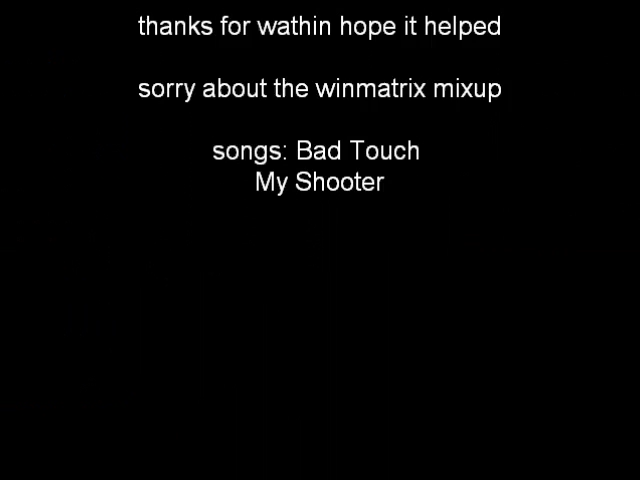 thanks for wathin hope it helped
sorry about the winmatrix mixup
songs: Bad Touch
My Shooter